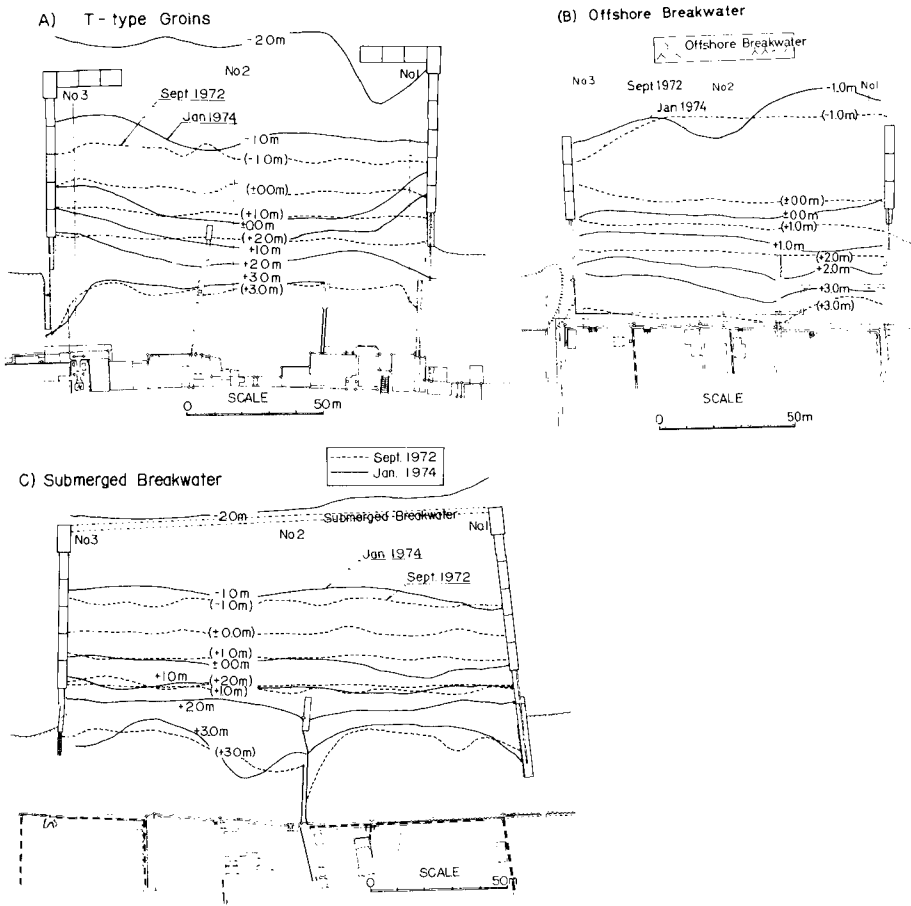 A) T-type Groins
-2.0m
No2
No1
No3
Sept 1972
Jan 1974
-1.0m
(-1.0m)
(±0.0m)
(+1.0m)
±0.0m
(+2.0m)
+1.0m
+2.0m
+3.0m
(+3.0m)
SCALE
0 50m
(B) Offshore Breakwater
Offshore Breakwater
No3 Sept 1972 No2 -1.0m No1
Jan 1974 (-1.0m)
(±0.0m)
±0.0m
(+1.0m)
+1.0m
(+2.0m)
+2.0m
+3.0m
(+3.0m)
SCALE
0 50m
Sept. 1972
Jan. 1974
C) Submerged Breakwater
-2.0m Submerged Breakwater
No3 No2 No1
Jan 1974
Sept. 1972
-1.0m
(-1.0m)
(±0.0m)
(+1.0m)
±0.0m
+1.0m (+2.0m)
(+1.0m)
+2.0m
+3.0m
(+3.0m)
SCALE
0 50m